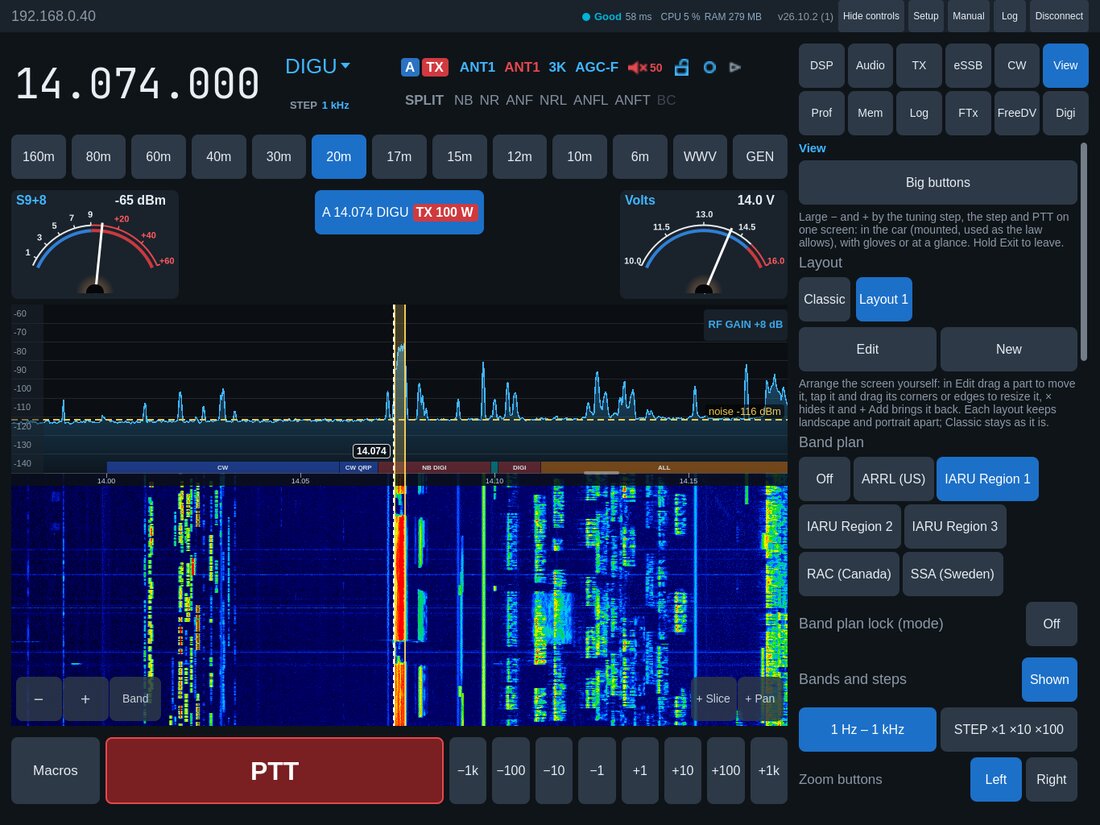 192.168.0.40
Good 58 ms CPU 5 % RAM 279 MB v26.10.2 (1) Hide controls Setup Manual Log Disconnect
14.074.000
DIGU
STEP 1 kHz
A TX ANT1 ANT1 3K AGC-F 50
SPLIT NB NR ANF NRL ANFL ANFT BC
160m 80m 60m 40m 30m 20m 17m 15m 12m 10m 6m WWV GEN
S9+8 -65 dBm
1 3 5 7 9 +20 +40 +60
A 14.074 DIGU TX 100 W
Volts 14.0 V
10.0 11.5 13.0 14.5 16.0
RF GAIN +8 dB
-60
-70
-80
-90
-100
-110
-120
-130
-140
noise -116 dBm
14.074
CW CW QRP NB DIGI DIGI ALL
14.00 14.05 14.10 14.15
− + Band + Slice + Pan
Macros PTT −1k −100 −10 −1 +1 +10 +100 +1k
DSP Audio TX eSSB CW View
Prof Mem Log FTx FreeDV Digi
View
Big buttons
Large − and + by the tuning step, the step and PTT on
one screen: in the car (mounted, used as the law
allows), with gloves or at a glance. Hold Exit to leave.
Layout
Classic Layout 1
Edit New
Arrange the screen yourself: in Edit drag a part to move
it, tap it and drag its corners or edges to resize it, ×
hides it and + Add brings it back. Each layout keeps
landscape and portrait apart; Classic stays as it is.
Band plan
Off ARRL (US) IARU Region 1
IARU Region 2 IARU Region 3
RAC (Canada) SSA (Sweden)
Band plan lock (mode) Off
Bands and steps Shown
1 Hz – 1 kHz STEP ×1 ×10 ×100
Zoom buttons Left Right